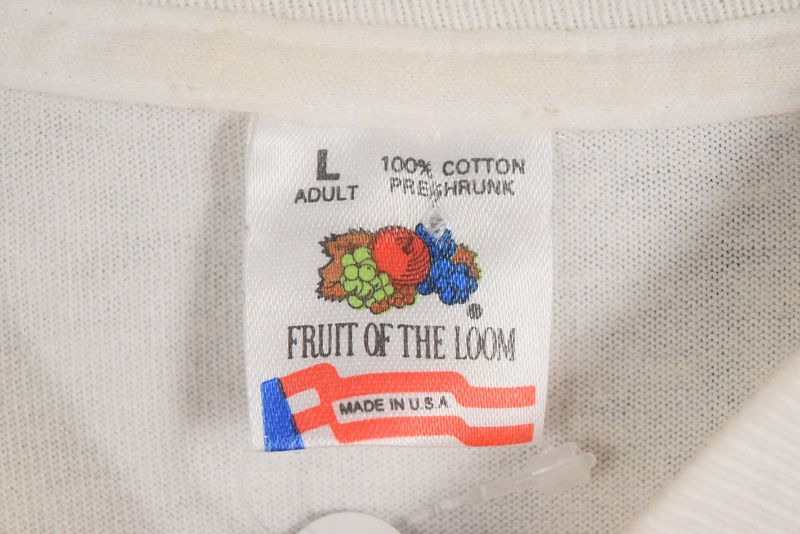 L
ADULT
100% COTTON
PRESHRUNK
®
FRUIT OF THE LOOM
MADE IN U.S.A.